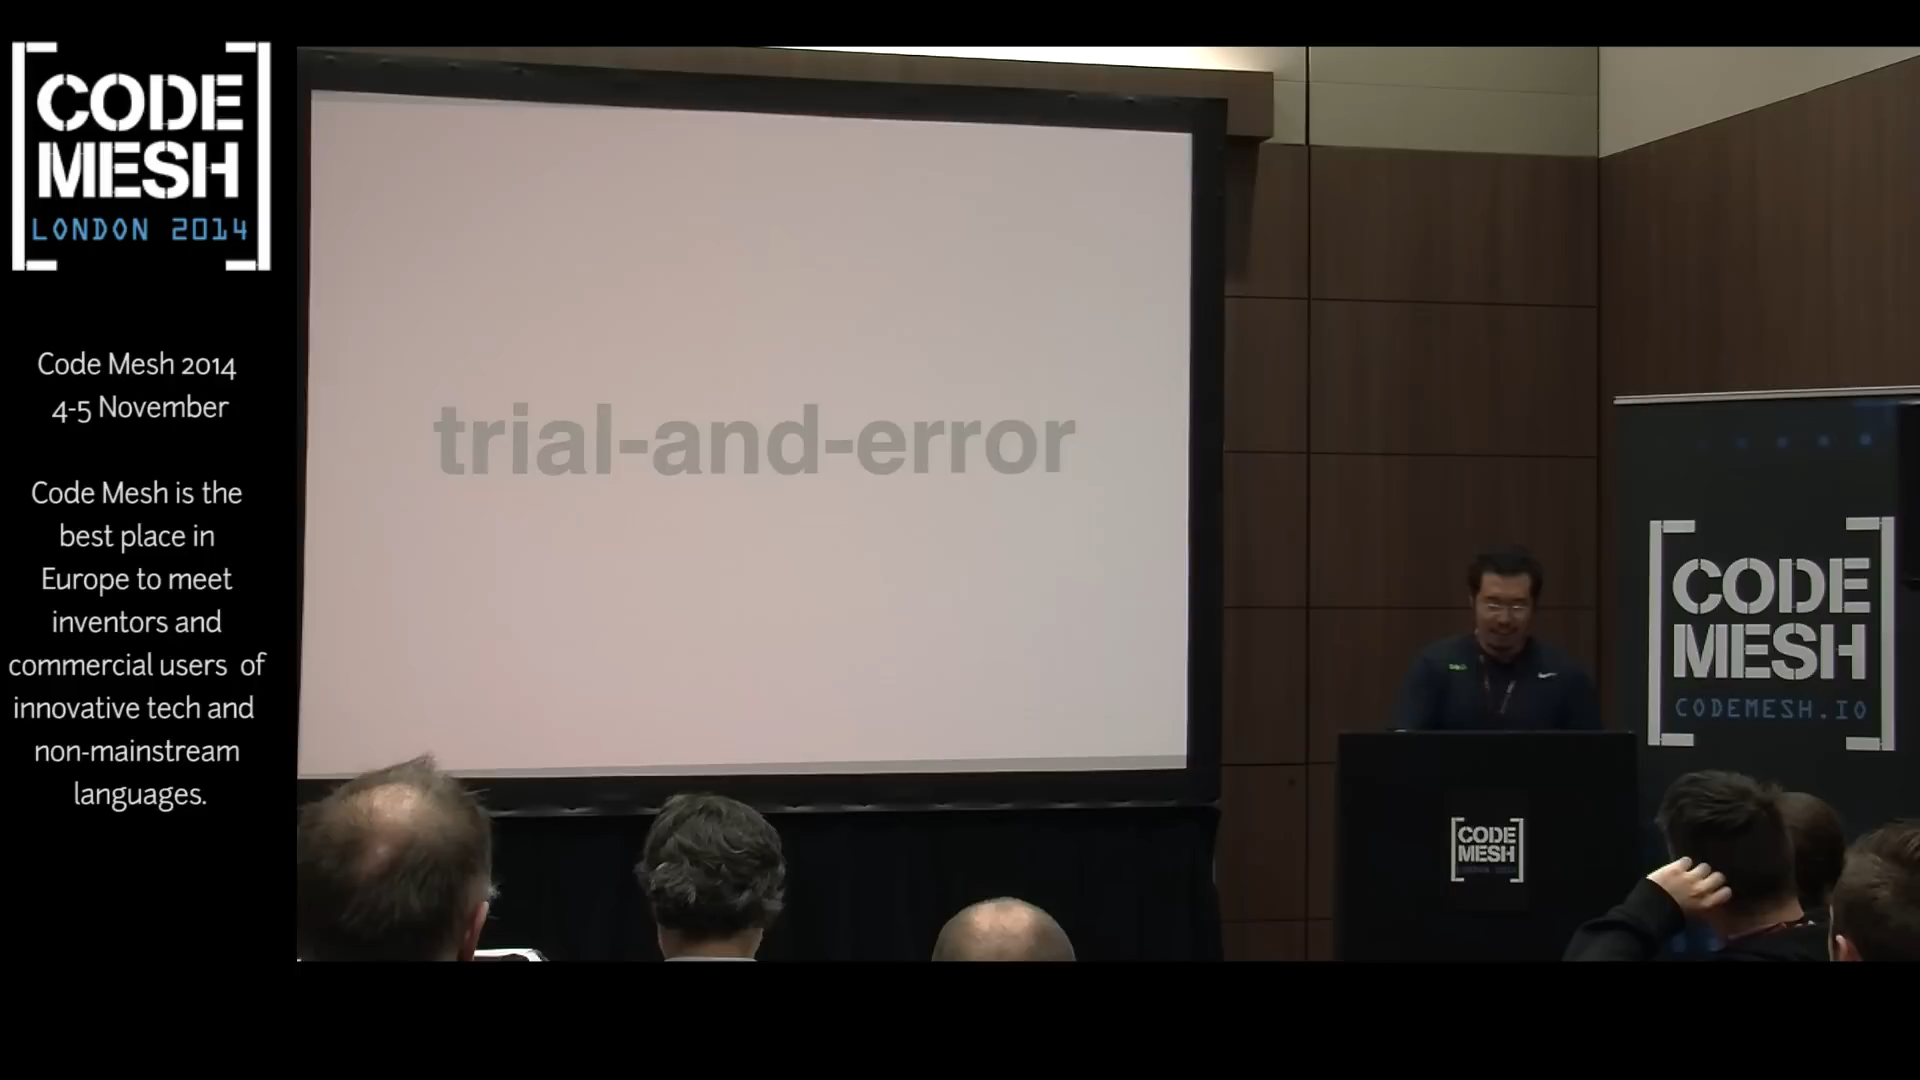 CODE
MESH
LONDON 2014
Code Mesh 2014
4-5 November
Code Mesh is the
best place in
Europe to meet
inventors and
commercial users of
innovative tech and
non-mainstream
languages.
trial-and-error
CODE
MESH
CODEMESH.IO
CODE
MESH
LONDON 2014